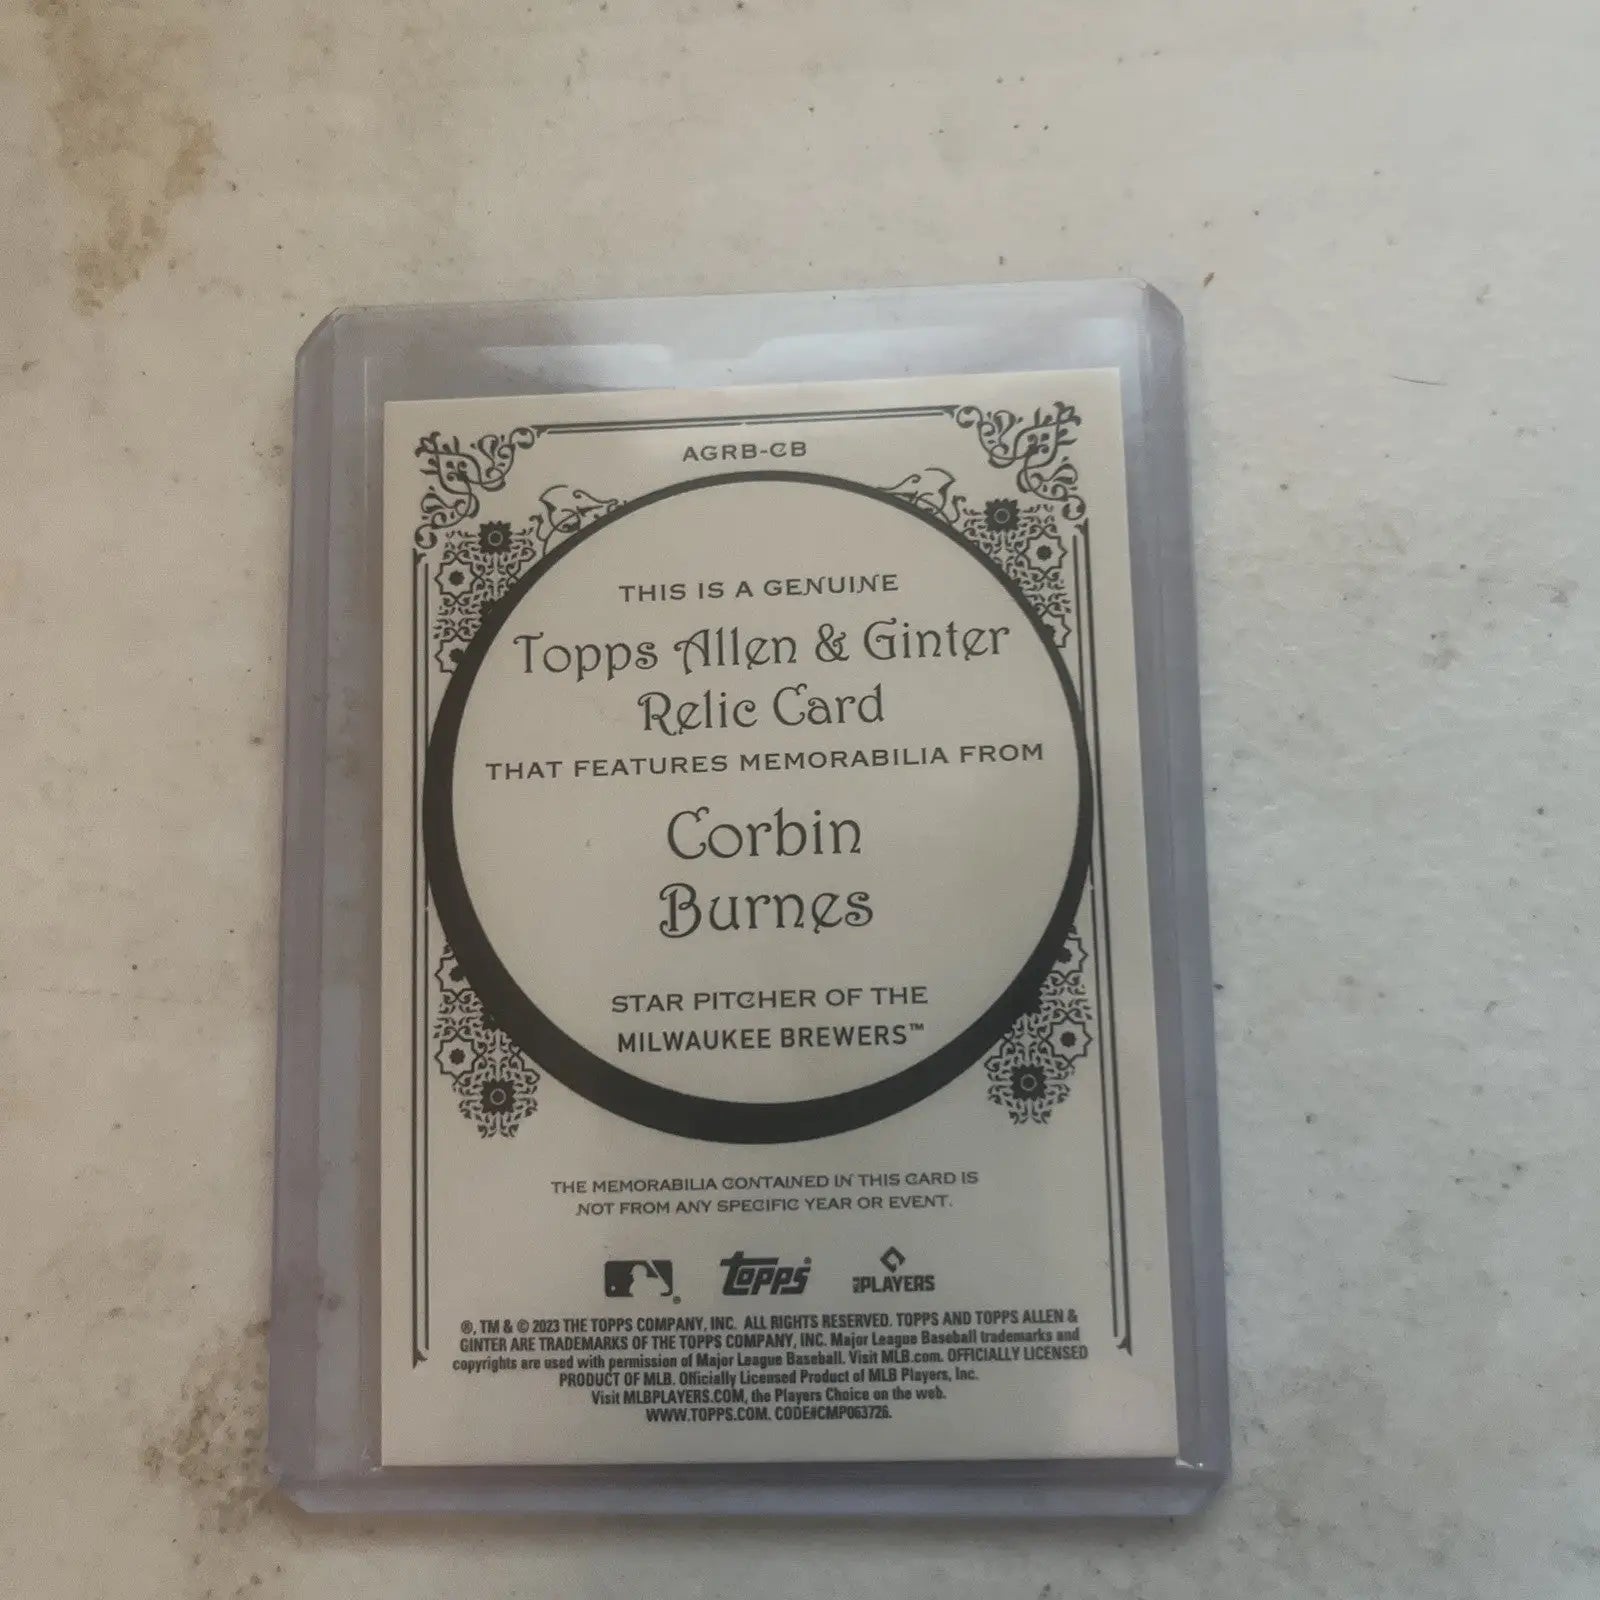 AGRB-CB
THIS IS A GENUINE
Topps Allen & Ginter
Relic Card
THAT FEATURES MEMORABILIA FROM
Corbin
Burnes
STAR PITCHER OF THE
MILWAUKEE BREWERS™
THE MEMORABILIA CONTAINED IN THIS CARD IS
NOT FROM ANY SPECIFIC YEAR OR EVENT.
topps® MLBPLAYERS
®, TM & © 2023 THE TOPPS COMPANY, INC. ALL RIGHTS RESERVED. TOPPS AND TOPPS ALLEN &
GINTER ARE TRADEMARKS OF THE TOPPS COMPANY, INC. Major League Baseball trademarks and
copyrights are used with permission of Major League Baseball. Visit MLB.com. OFFICIALLY LICENSED
PRODUCT OF MLB. Officially Licensed Product of MLB Players, Inc.
Visit MLBPLAYERS.COM, the Players Choice on the web.
WWW.TOPPS.COM. CODE#CMP063726.